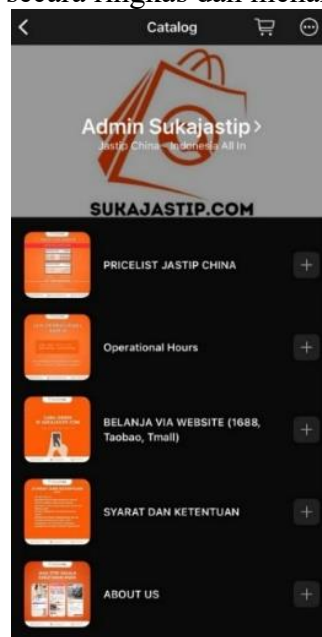 secara ringkas dan menar
Catalog
Admin Sukajastip
Jastip China - Indonesia All In
SUKAJASTIP.COM
PRICELIST JASTIP CHINA
Operational Hours
BELANJA VIA WEBSITE (1688,
Taobao, Tmall)
SYARAT DAN KETENTUAN
ABOUT US